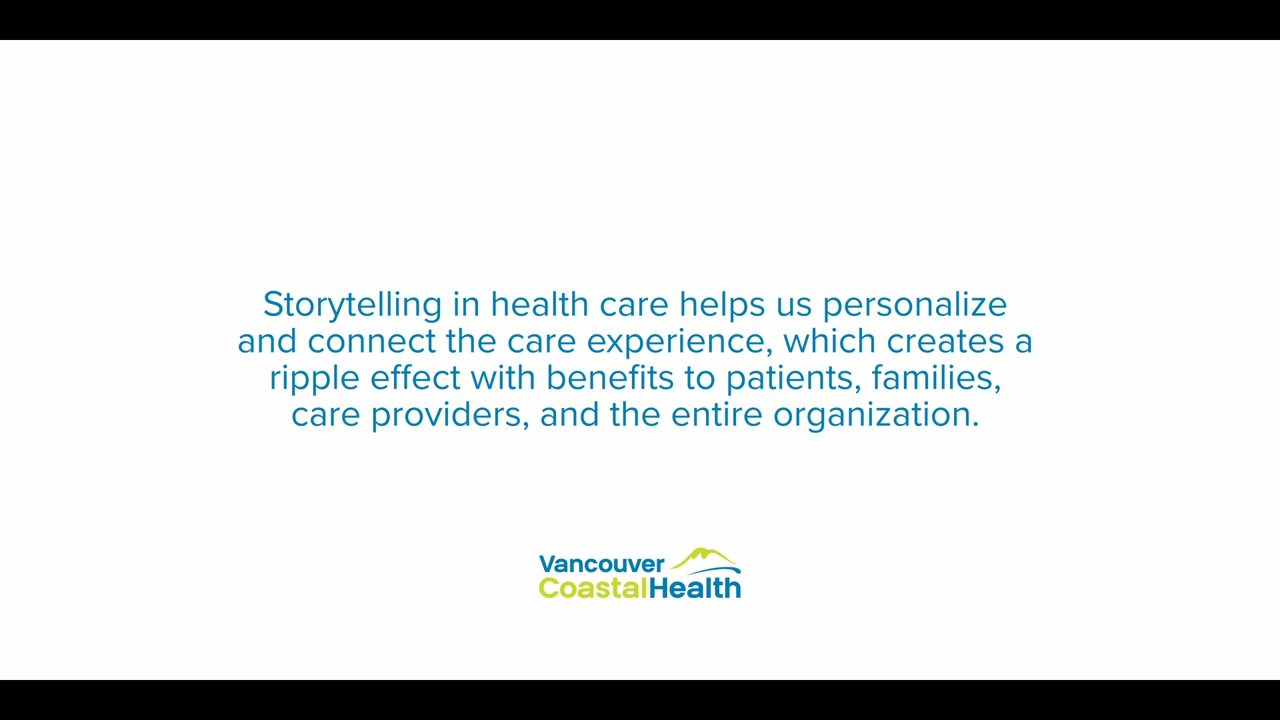 Storytelling in health care helps us personalize
and connect the care experience, which creates a
ripple effect with benefits to patients, families,
care providers, and the entire organization.
Vancouver
CoastalHealth